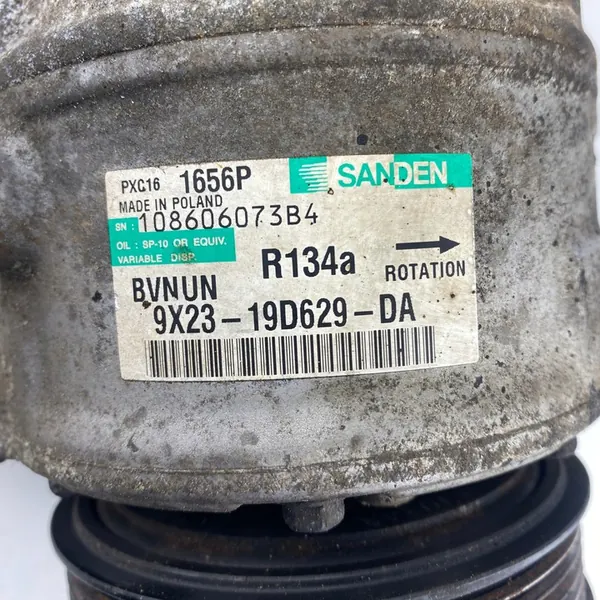 PXC16 1656P SANDEN
MADE IN POLAND
SN : 108606073B4
OIL : SP-10 OR EQUIV.
VARIABLE DISP.
R134a
ROTATION
BVNUN
9X23-19D629-DA